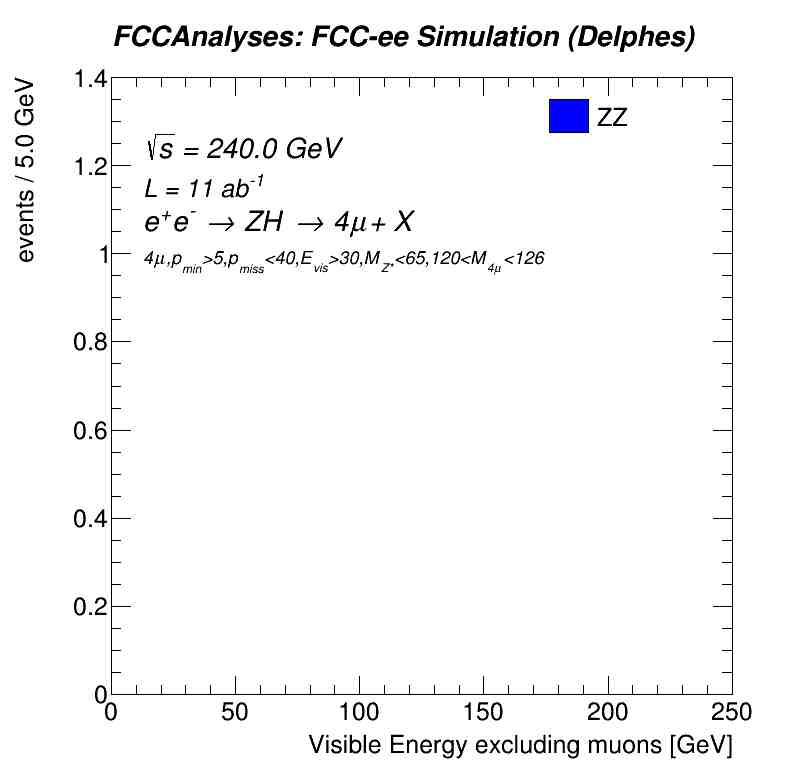 FCCAnalyses: FCC-ee Simulation (Delphes)
events / 5.0 GeV
1.4
1.2
1
0.8
0.6
0.4
0.2
0
ZZ
√s = 240.0 GeV
L = 11 ab⁻¹
e⁺e⁻ → ZH → 4μ + X
4μ,p_min>5,p_miss<40,E_vis>30,M_Z*<65,120<M_4μ<126
0 50 100 150 200 250
Visible Energy excluding muons [GeV]